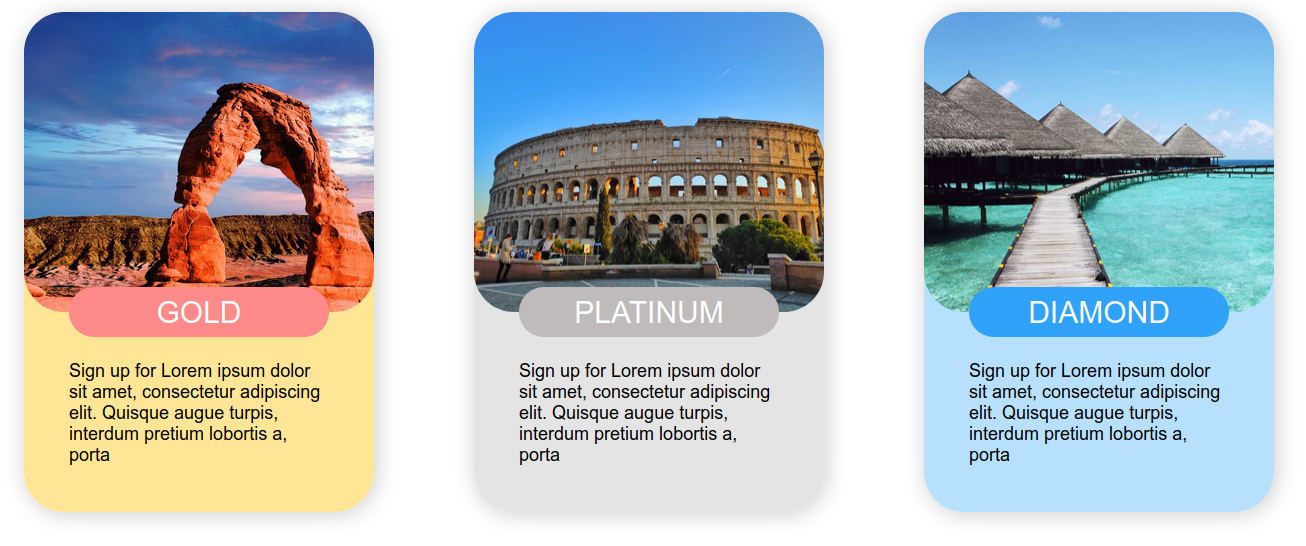 GOLD
Sign up for Lorem ipsum dolor
sit amet, consectetur adipiscing
elit. Quisque augue turpis,
interdum pretium lobortis a,
porta
PLATINUM
Sign up for Lorem ipsum dolor
sit amet, consectetur adipiscing
elit. Quisque augue turpis,
interdum pretium lobortis a,
porta
DIAMOND
Sign up for Lorem ipsum dolor
sit amet, consectetur adipiscing
elit. Quisque augue turpis,
interdum pretium lobortis a,
porta